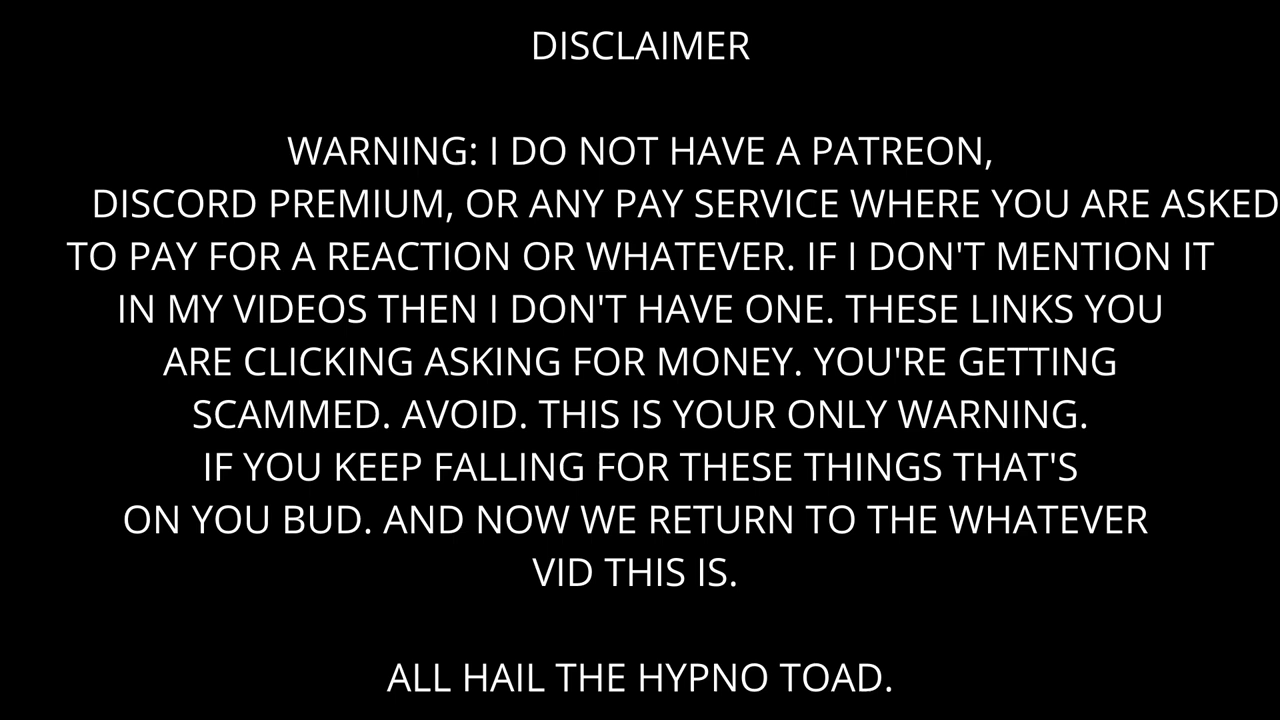 DISCLAIMER
WARNING: I DO NOT HAVE A PATREON,
DISCORD PREMIUM, OR ANY PAY SERVICE WHERE YOU ARE ASKED
TO PAY FOR A REACTION OR WHATEVER. IF I DON'T MENTION IT
IN MY VIDEOS THEN I DON'T HAVE ONE. THESE LINKS YOU
ARE CLICKING ASKING FOR MONEY. YOU'RE GETTING
SCAMMED. AVOID. THIS IS YOUR ONLY WARNING.
IF YOU KEEP FALLING FOR THESE THINGS THAT'S
ON YOU BUD. AND NOW WE RETURN TO THE WHATEVER
VID THIS IS.
ALL HAIL THE HYPNO TOAD.